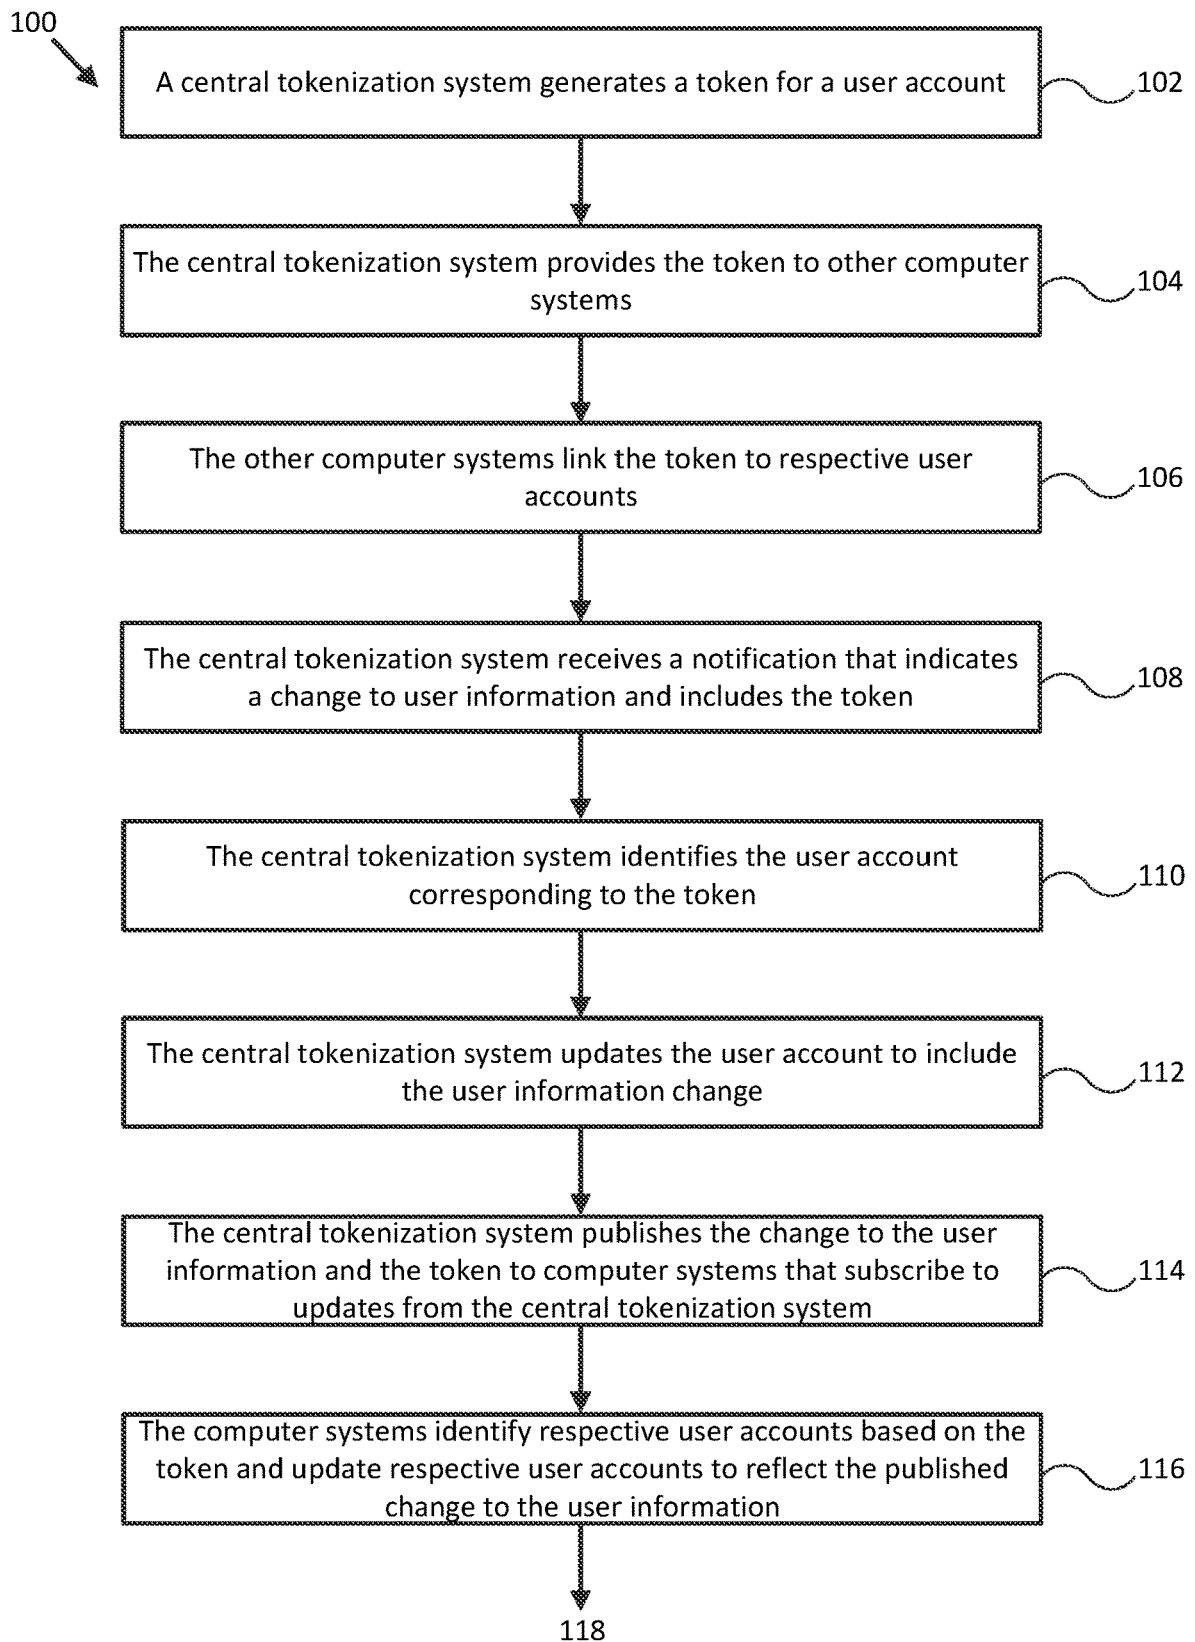 100
A central tokenization system generates a token for a user account
102
The central tokenization system provides the token to other computer
systems
104
The other computer systems link the token to respective user
accounts
106
The central tokenization system receives a notification that indicates
a change to user information and includes the token
108
The central tokenization system identifies the user account
corresponding to the token
110
The central tokenization system updates the user account to include
the user information change
112
The central tokenization system publishes the change to the user
information and the token to computer systems that subscribe to
updates from the central tokenization system
114
The computer systems identify respective user accounts based on the
token and update respective user accounts to reflect the published
change to the user information
116
118